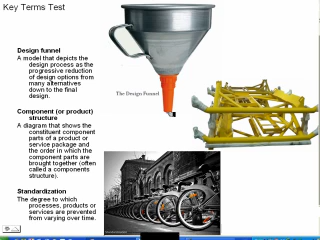 Key Terms Test
Design funnel
A model that depicts the
design process as the
progressive reduction
of design options from
many alternatives
down to the final
design.
The Design Funnel
Component (or product)
structure
A diagram that shows the
constituent component
parts of a product or
service package and
the order in which the
component parts are
brought together (often
called a components
structure).
Standardization
The degree to which
processes, products or
services are prevented
from varying over time.